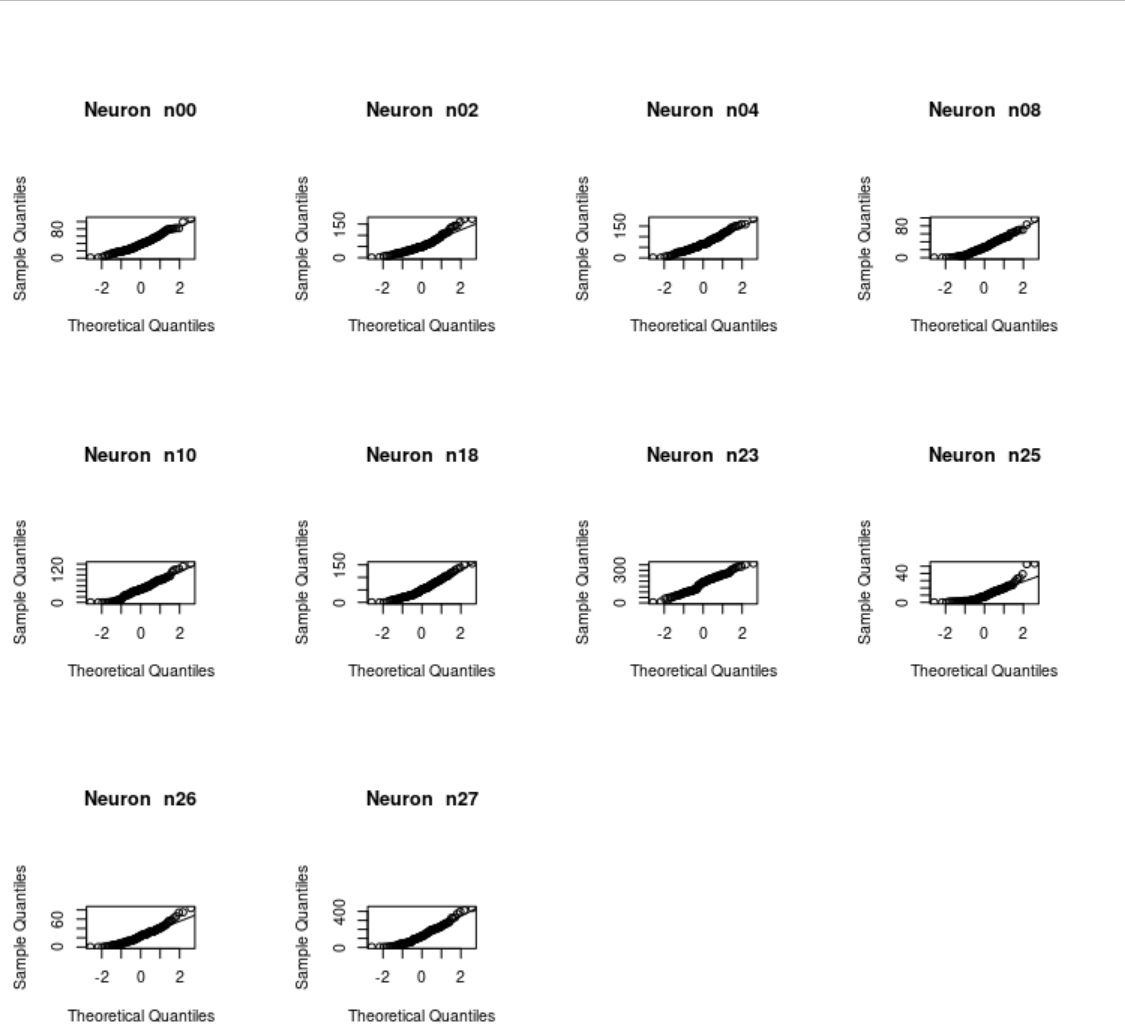 Neuron n00
Neuron n02
Neuron n04
Neuron n08
Sample Quantiles
0 80
-2 0 2
Theoretical Quantiles
Sample Quantiles
0 150
-2 0 2
Theoretical Quantiles
Sample Quantiles
0 150
-2 0 2
Theoretical Quantiles
Sample Quantiles
0 80
-2 0 2
Theoretical Quantiles
Neuron n10
Neuron n18
Neuron n23
Neuron n25
Sample Quantiles
0 120
-2 0 2
Theoretical Quantiles
Sample Quantiles
0 150
-2 0 2
Theoretical Quantiles
Sample Quantiles
0 300
-2 0 2
Theoretical Quantiles
Sample Quantiles
0 40
-2 0 2
Theoretical Quantiles
Neuron n26
Neuron n27
Sample Quantiles
0 60
-2 0 2
Theoretical Quantiles
Sample Quantiles
0 400
-2 0 2
Theoretical Quantiles